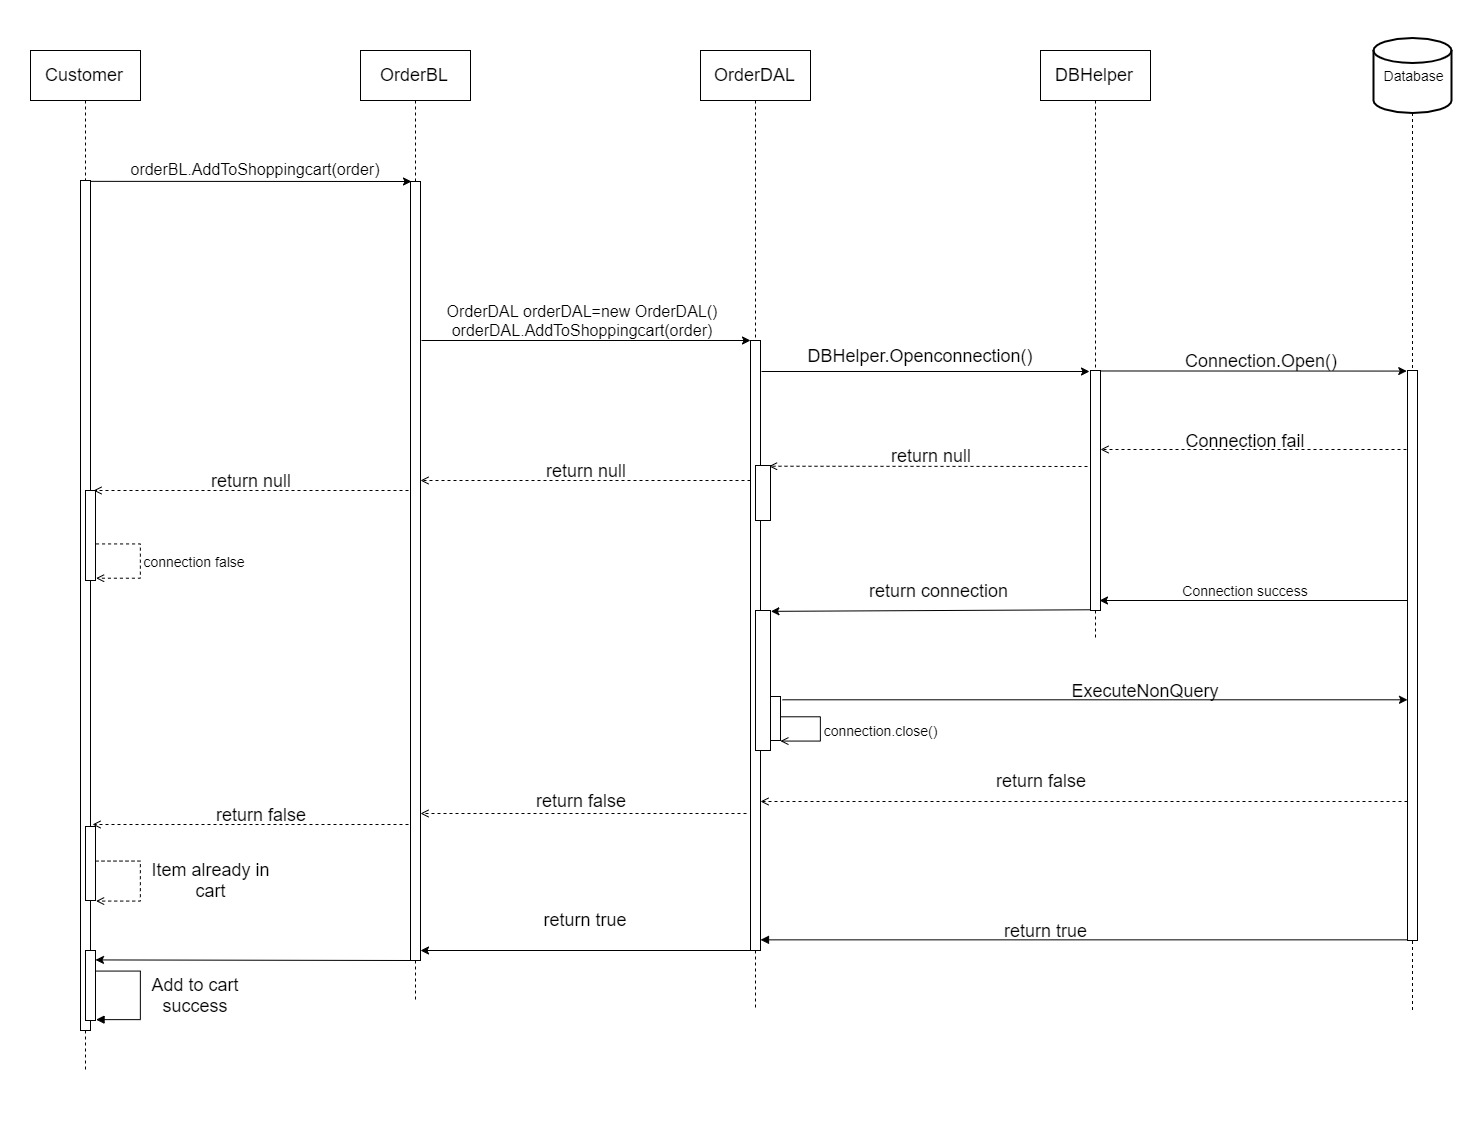 Customer
OrderBL
OrderDAL
DBHelper
Database
orderBL.AddToShoppingcart(order)
OrderDAL orderDAL=new OrderDAL()
orderDAL.AddToShoppingcart(order)
DBHelper.Openconnection()
Connection.Open()
Connection fail
return null
return null
return null
connection false
return connection
Connection success
ExecuteNonQuery
connection.close()
return false
return false
return false
Item already in
cart
return true
return true
Add to cart
success